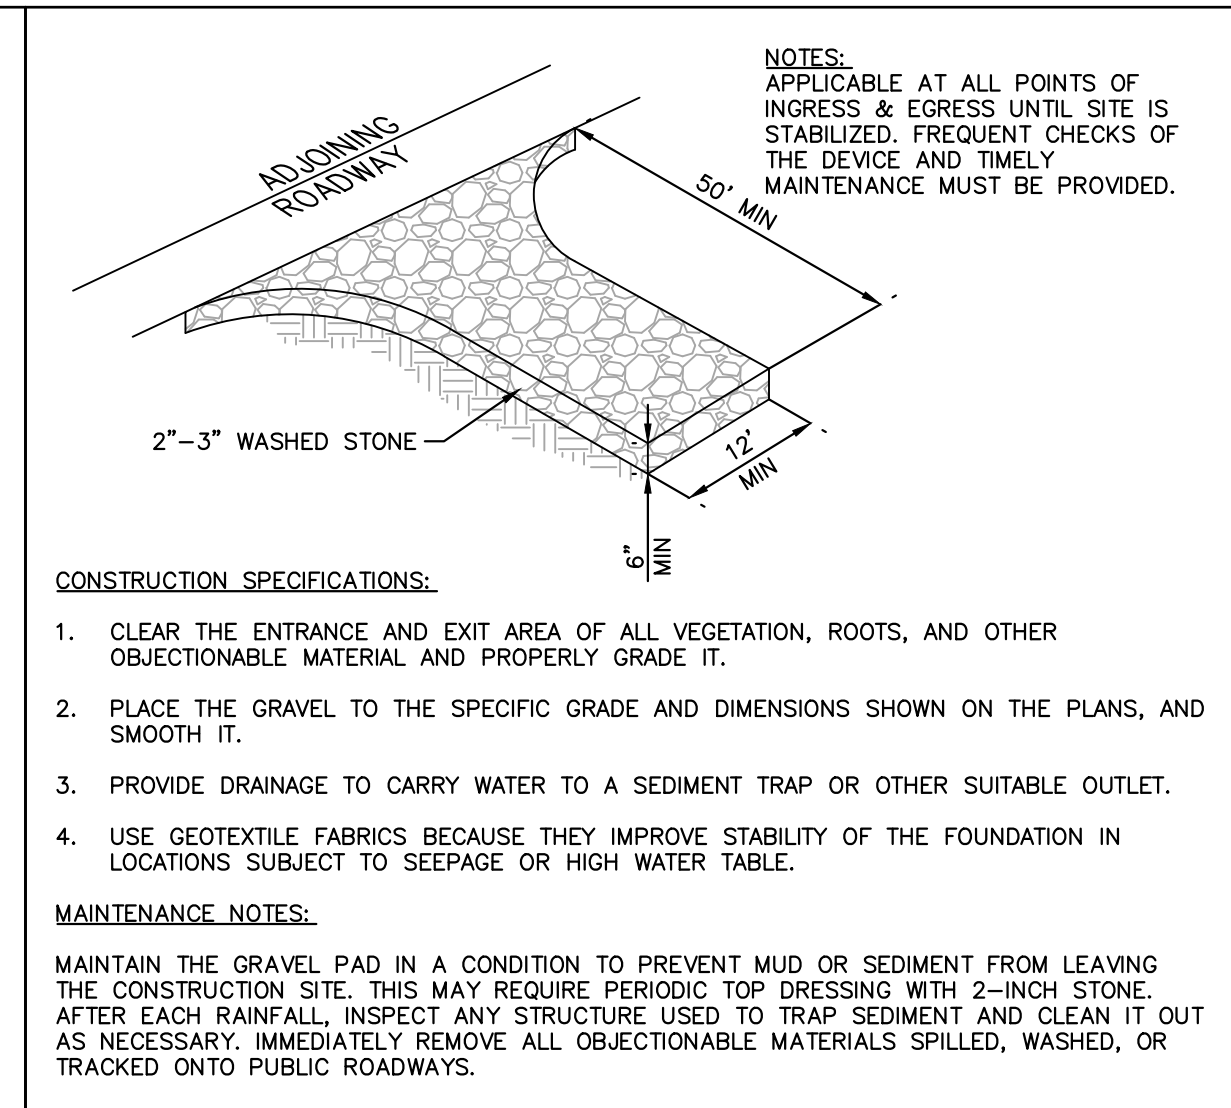 NOTES:
APPLICABLE AT ALL POINTS OF
INGRESS & EGRESS UNTIL SITE IS
STABILIZED. FREQUENT CHECKS OF
THE DEVICE AND TIMELY
MAINTENANCE MUST BE PROVIDED.
ADJOINING
ROADWAY
50' MIN
2"–3" WASHED STONE
12'
MIN
6"
MIN
CONSTRUCTION SPECIFICATIONS:
1. CLEAR THE ENTRANCE AND EXIT AREA OF ALL VEGETATION, ROOTS, AND OTHER
OBJECTIONABLE MATERIAL AND PROPERLY GRADE IT.
2. PLACE THE GRAVEL TO THE SPECIFIC GRADE AND DIMENSIONS SHOWN ON THE PLANS, AND
SMOOTH IT.
3. PROVIDE DRAINAGE TO CARRY WATER TO A SEDIMENT TRAP OR OTHER SUITABLE OUTLET.
4. USE GEOTEXTILE FABRICS BECAUSE THEY IMPROVE STABILITY OF THE FOUNDATION IN
LOCATIONS SUBJECT TO SEEPAGE OR HIGH WATER TABLE.
MAINTENANCE NOTES:
MAINTAIN THE GRAVEL PAD IN A CONDITION TO PREVENT MUD OR SEDIMENT FROM LEAVING
THE CONSTRUCTION SITE. THIS MAY REQUIRE PERIODIC TOP DRESSING WITH 2–INCH STONE.
AFTER EACH RAINFALL, INSPECT ANY STRUCTURE USED TO TRAP SEDIMENT AND CLEAN IT OUT
AS NECESSARY. IMMEDIATELY REMOVE ALL OBJECTIONABLE MATERIALS SPILLED, WASHED, OR
TRACKED ONTO PUBLIC ROADWAYS.